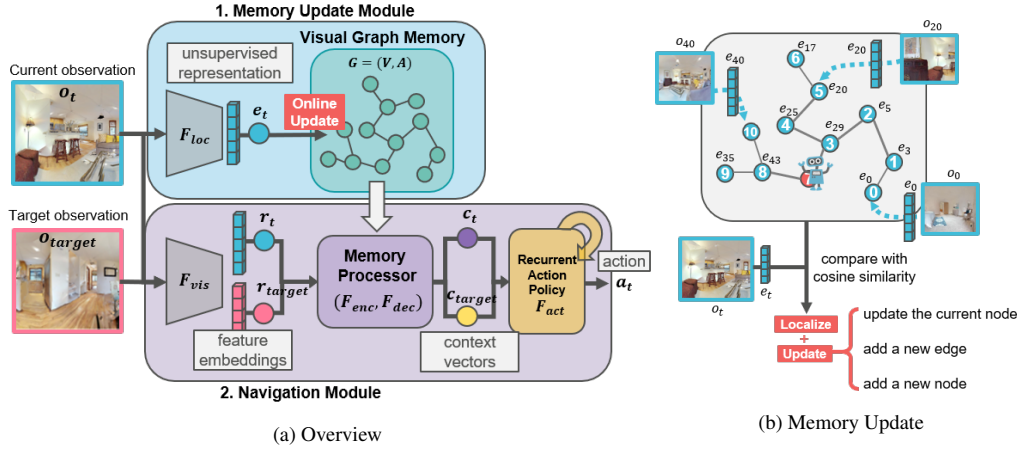 1. Memory Update Module
unsupervised
representation
Visual Graph Memory
G = (V, A)
Current observation
o_t
F_loc
e_t
Online
Update
Target observation
o_target
F_vis
r_t
r_target
feature
embeddings
Memory
Processor
(F_enc, F_dec)
c_t
c_target
context
vectors
Recurrent
Action
Policy
F_act
action
a_t
2. Navigation Module
(a) Overview
o_40
e_40
e_17
6
e_20
o_20
5
e_20
e_25
4
2
e_5
10
3
e_29
1
e_3
e_35
9
e_43
8
7
e_0
0
e_0
o_0
o_t
e_t
compare with
cosine similarity
Localize
+
Update
update the current node
add a new edge
add a new node
(b) Memory Update